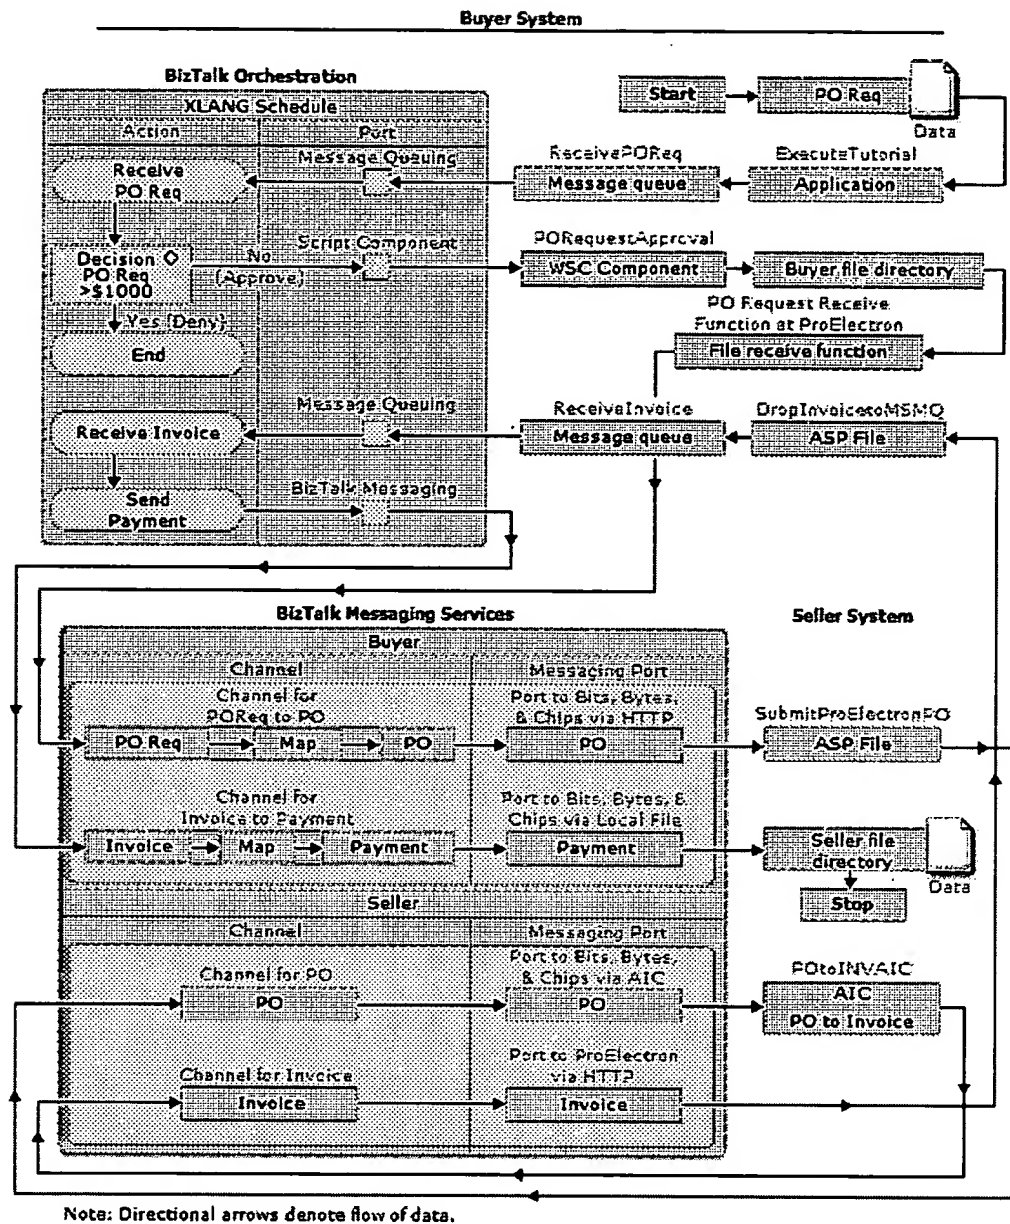 Buyer System
BizTalk Orchestration
XLANG Schedule
Action
Port
Start
PO Req
Data
Receive
PO Req
Message Queuing
ReceivePOReq
Message queue
ExecuteTutorial
Application
Decision
PO Req
>$1000
No
(Approve)
Script Component
PORequestApproval
WSC Component
Buyer file directory
Yes (Deny)
End
PO Request Receive
Function at ProElectron
File receive function
Receive Invoice
Message Queuing
ReceiveInvoice
Message queue
DropInvoicetoMSMQ
ASP File
Send
Payment
BizTalk Messaging
BizTalk Messaging Services
Seller System
Buyer
Channel
Messaging Port
Channel for
POReq to PO
Port to Bits, Bytes,
& Chips via HTTP
SubmitProElectronPO
PO Req
Map
PO
PO
ASP File
Channel for
Invoice to Payment
Port to Bits, Bytes, &
Chips via Local File
Invoice
Map
Payment
Payment
Seller file
directory
Data
Stop
Seller
Channel
Messaging Port
Channel for PO
PO
Port to Bits, Bytes,
& Chips via AIC
PO
POtoINVAIC
AIC
PO to Invoice
Channel for Invoice
Invoice
Port to ProElectron
via HTTP
Invoice
Note: Directional arrows denote flow of data.